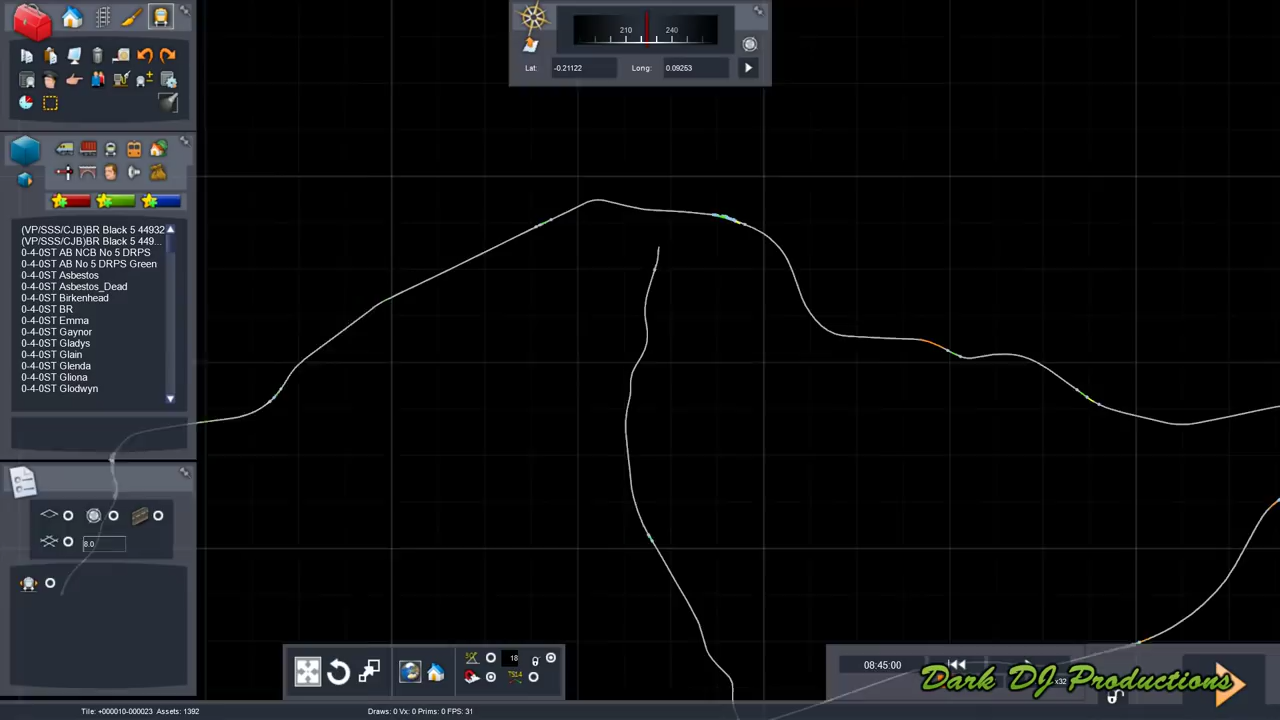 210 240
Lat: -0.21122 Long: 0.09253
(VP/SSS/CJB)BR Black 5 44932
(VP/SSS/CJB)BR Black 5 449...
0-4-0ST AB NCB No 5 DRPS
0-4-0ST AB No 5 DRPS Green
0-4-0ST Asbestos
0-4-0ST Asbestos_Dead
0-4-0ST Birkenhead
0-4-0ST BR
0-4-0ST Emma
0-4-0ST Gaynor
0-4-0ST Gladys
0-4-0ST Glain
0-4-0ST Glenda
0-4-0ST Gliona
0-4-0ST Glodwyn
8.0
18
08:45:00
x32
Dark DJ Productions
Tile: +000010-000023 Assets: 1392
Draws: 0 Vx: 0 Prims: 0 FPS: 31